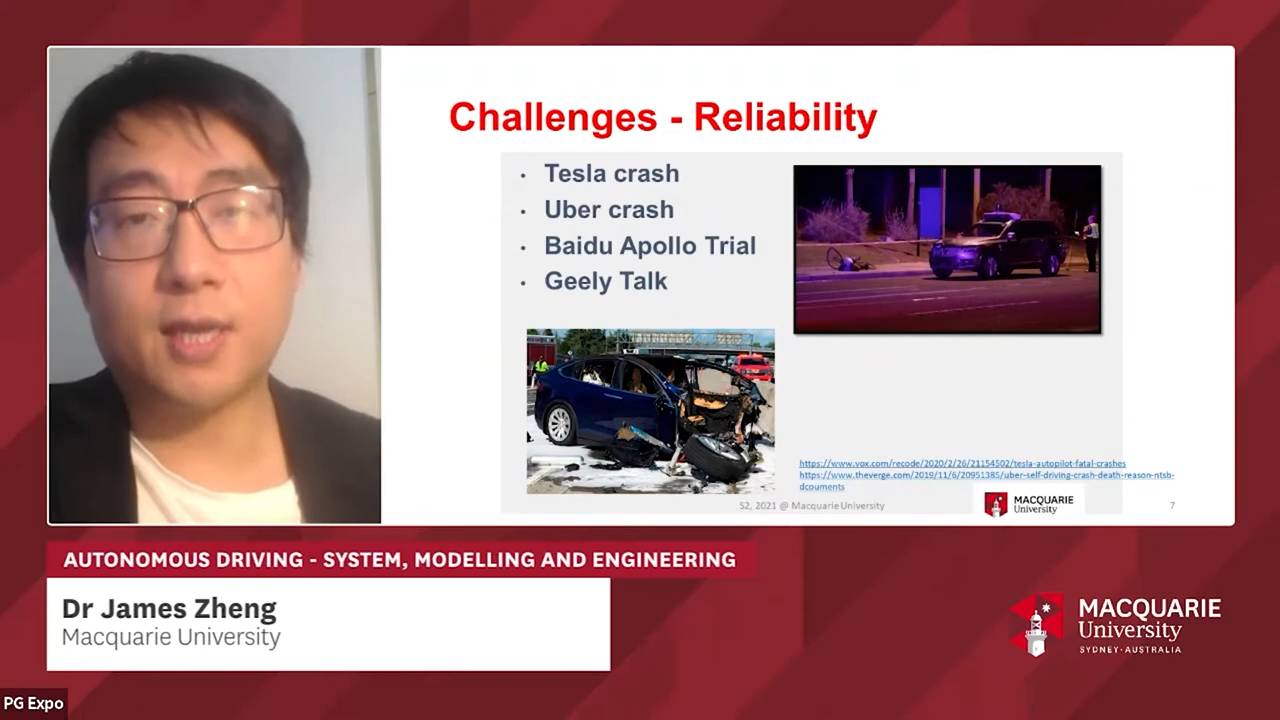 Challenges - Reliability
• Tesla crash
• Uber crash
• Baidu Apollo Trial
• Geely Talk
https://www.vox.com/recode/2020/2/26/21154502/tesla-autopilot-fatal-crashes
https://www.theverge.com/2019/11/6/20951385/uber-self-driving-crash-death-reason-ntsb-
dcouments
S2, 2021 @ Macquarie University
MACQUARIE
University
7
AUTONOMOUS DRIVING - SYSTEM, MODELLING AND ENGINEERING
Dr James Zheng
Macquarie University
MACQUARIE
University
SYDNEY·AUSTRALIA
PG Expo